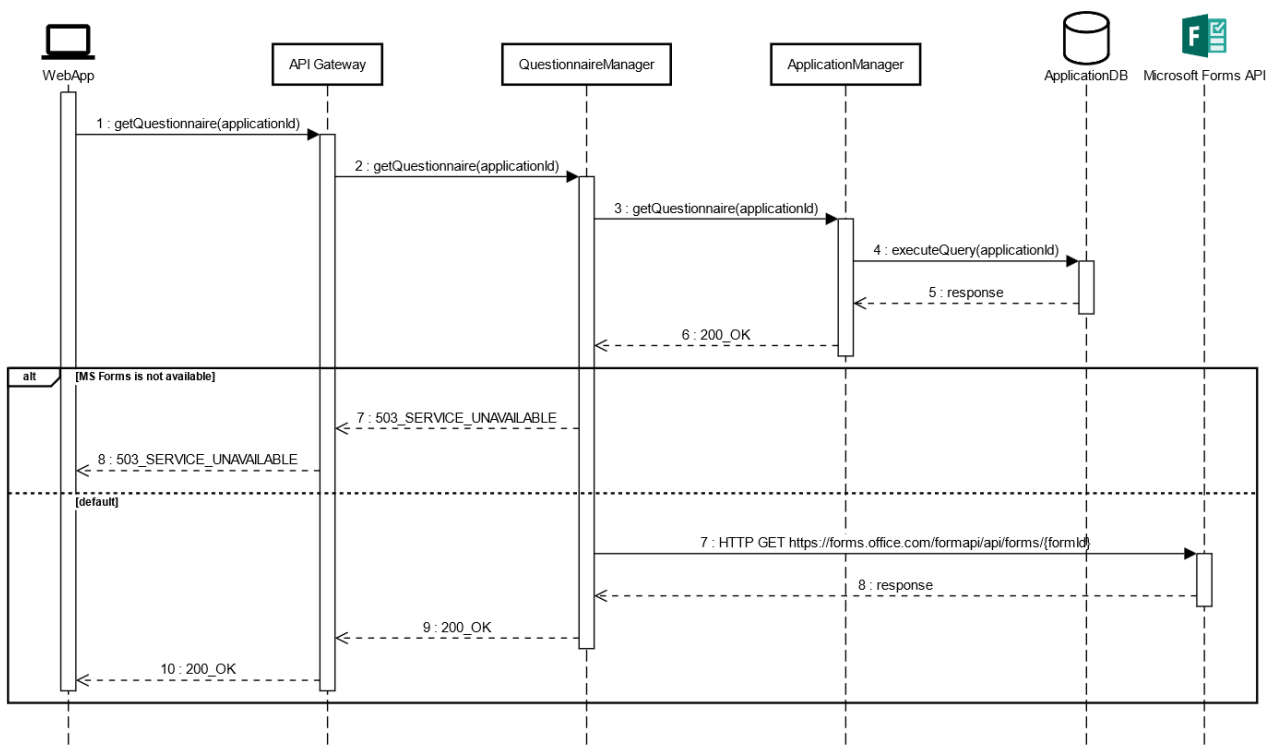 WebApp
API Gateway
QuestionnaireManager
ApplicationManager
ApplicationDB
F
Microsoft Forms API
1 : getQuestionnaire(applicationId)
2 : getQuestionnaire(applicationId)
3 : getQuestionnaire(applicationId)
4 : executeQuery(applicationId)
5 : response
6 : 200_OK
alt
[MS Forms is not available]
7 : 503_SERVICE_UNAVAILABLE
8 : 503_SERVICE_UNAVAILABLE
[default]
7 : HTTP GET https://forms.office.com/formapi/api/forms/{formId}
8 : response
9 : 200_OK
10 : 200_OK